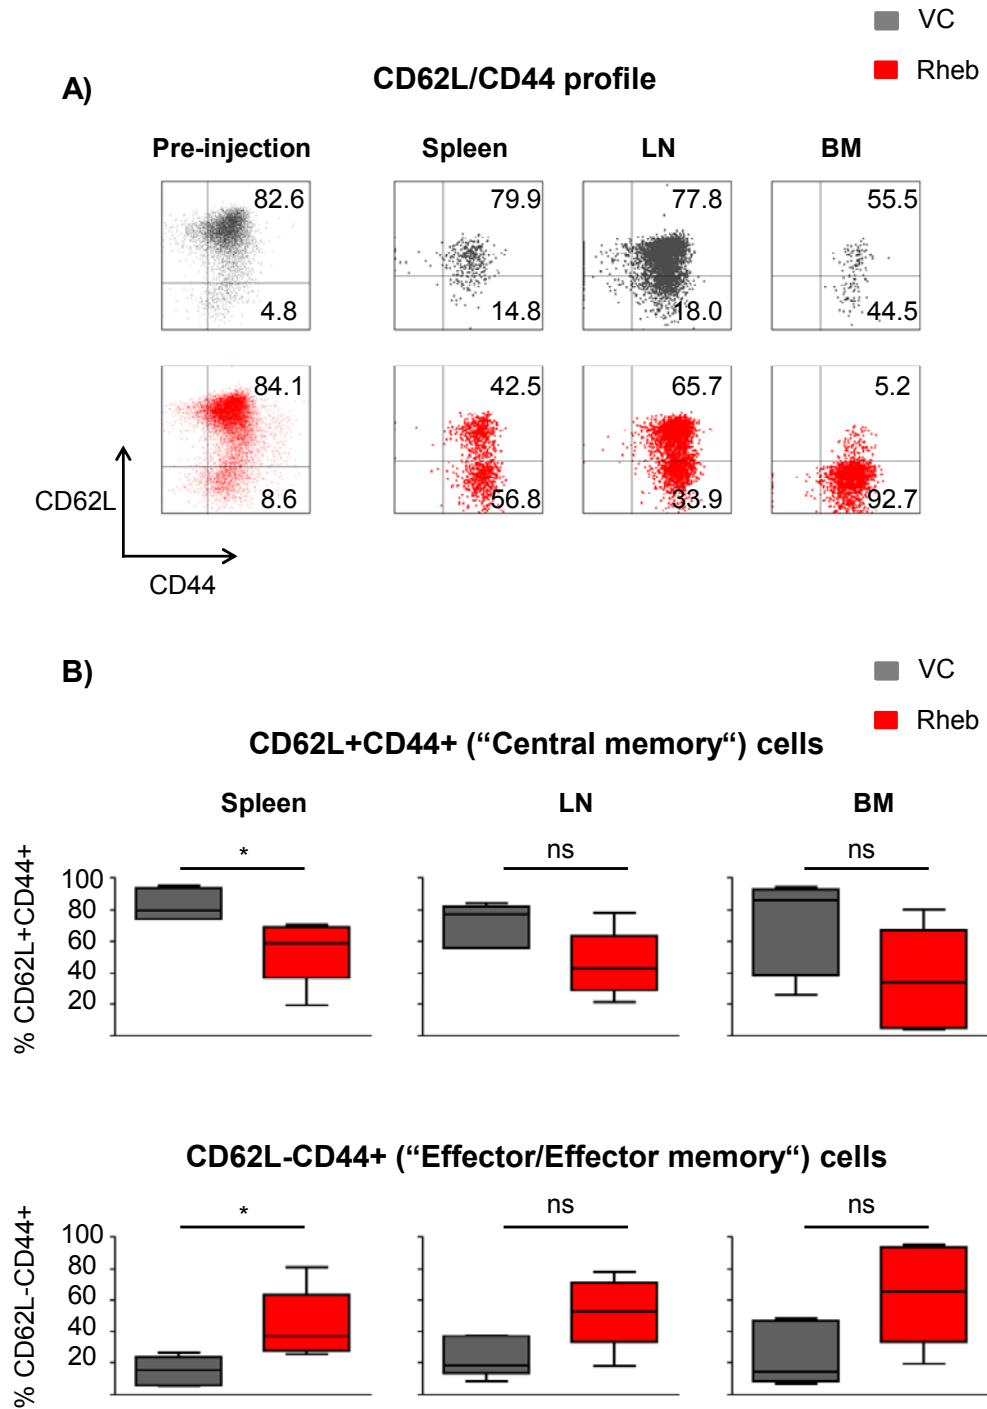 VC
Rheb
A)
CD62L/CD44 profile
Pre-injection Spleen LN BM
82.6 79.9 77.8 55.5
4.8 14.8 18.0 44.5
84.1 42.5 65.7 5.2
8.6 56.8 33.9 92.7
CD62L
CD44
B)
VC
Rheb
CD62L+CD44+ (“Central memory“) cells
Spleen LN BM
% CD62L+CD44+
* ns ns
100
80
60
40
20
CD62L-CD44+ (“Effector/Effector memory“) cells
% CD62L-CD44+
* ns ns
100
80
60
40
20